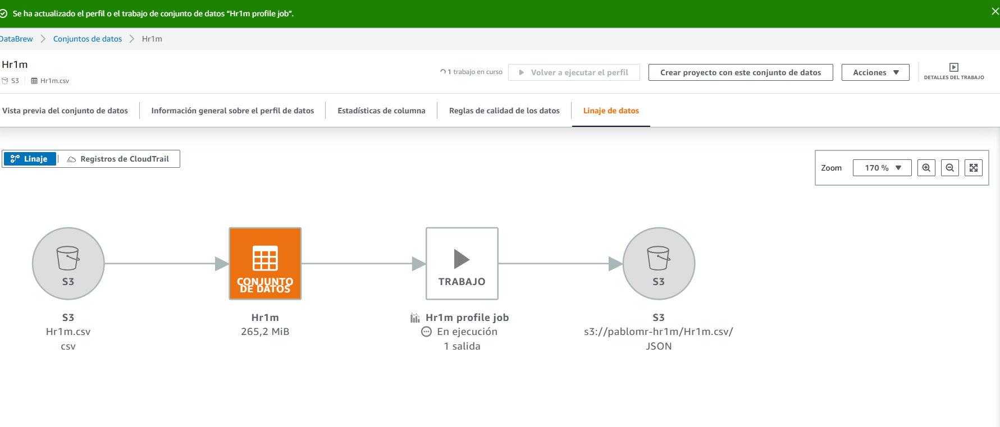 Se ha actualizado el perfil o el trabajo de conjunto de datos "Hr1m profile job".
DataBrew
Conjuntos de datos
Hr1m
Hr1m
S3
Hr1m.csv
1 trabajo en curso
Volver a ejecutar el perfil
Crear proyecto con este conjunto de datos
Acciones
DETALLES DEL TRABAJO
Vista previa del conjunto de datos
Información general sobre el perfil de datos
Estadísticas de columna
Reglas de calidad de los datos
Linaje de datos
Linaje
Registros de CloudTrail
Zoom
170 %
S3
S3
Hr1m.csv
csv
CONJUNTO
DE DATOS
Hr1m
265,2 MiB
TRABAJO
Hr1m profile job
En ejecución
1 salida
S3
S3
s3://pablomr-hr1m/Hr1m.csv/
JSON